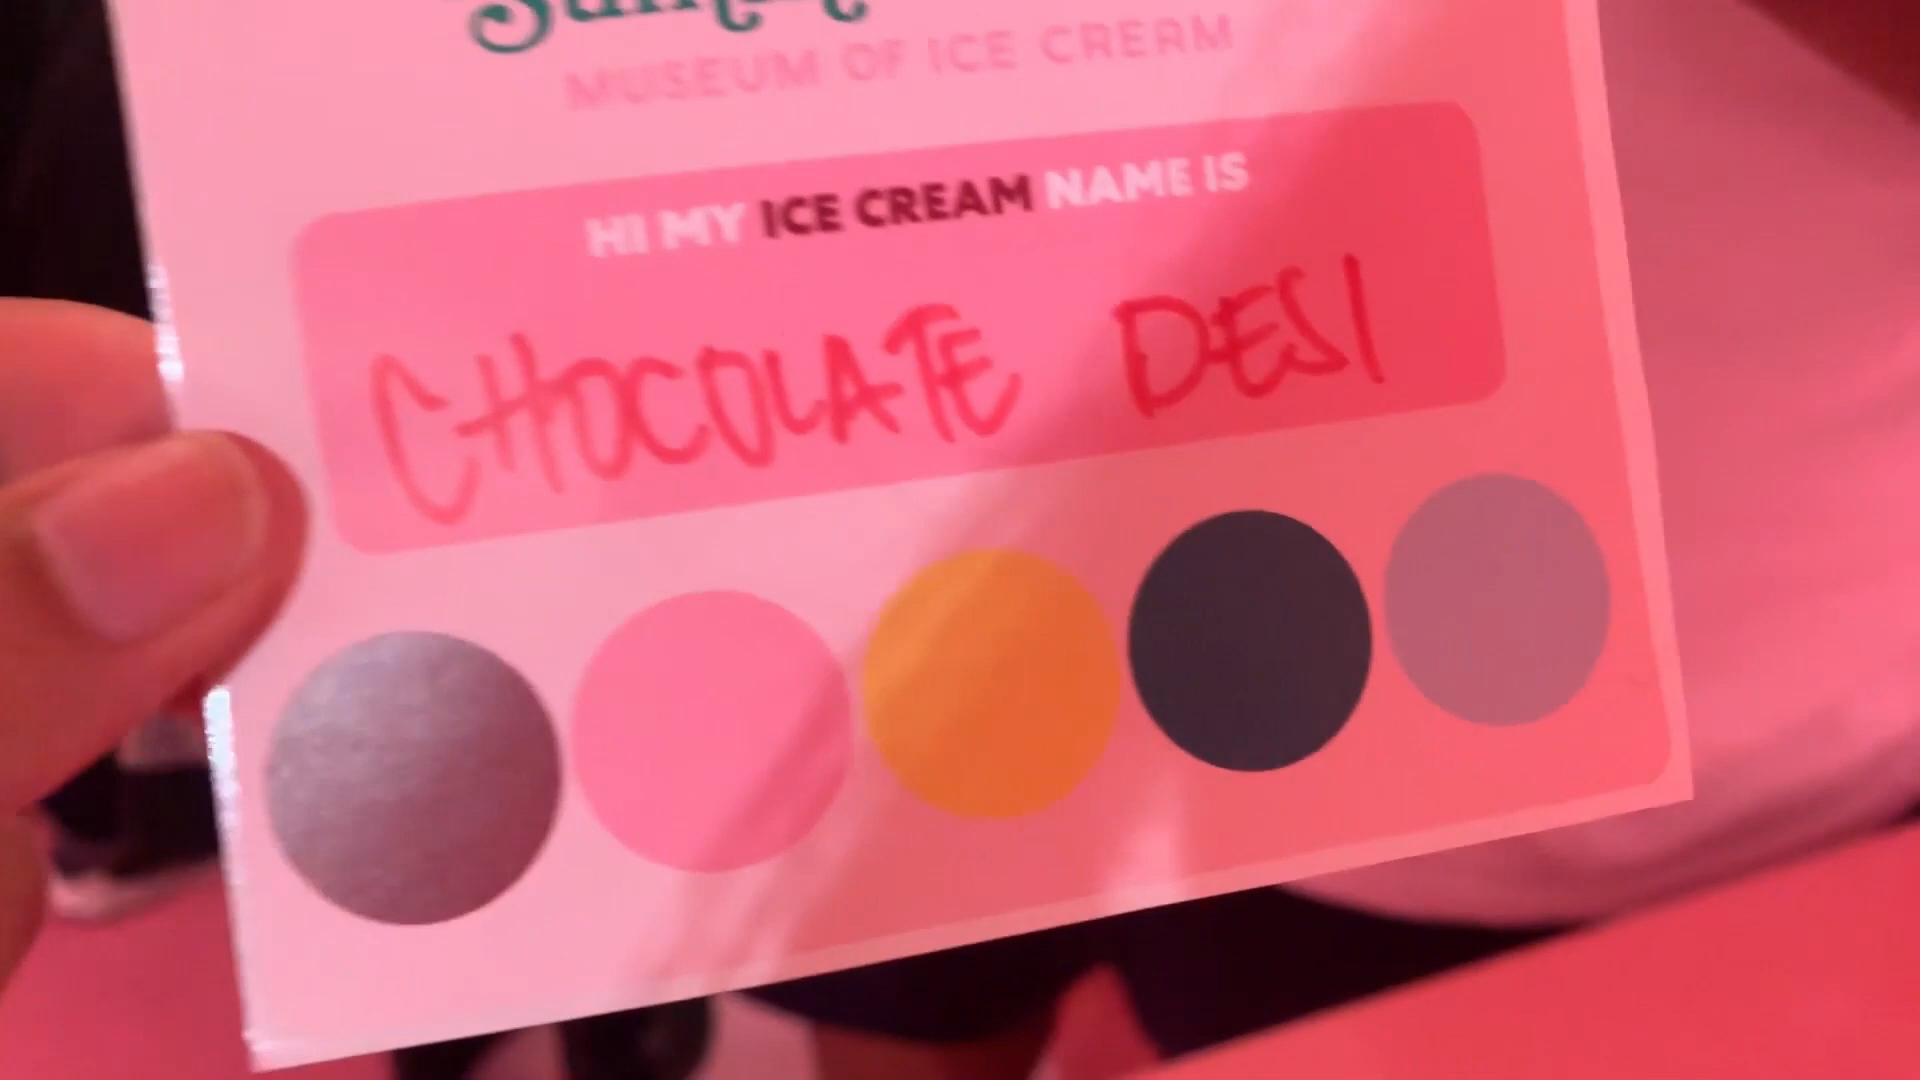 MUSEUM OF ICE CREAM
HI MY ICE CREAM NAME IS
CHOCOLATE DESI